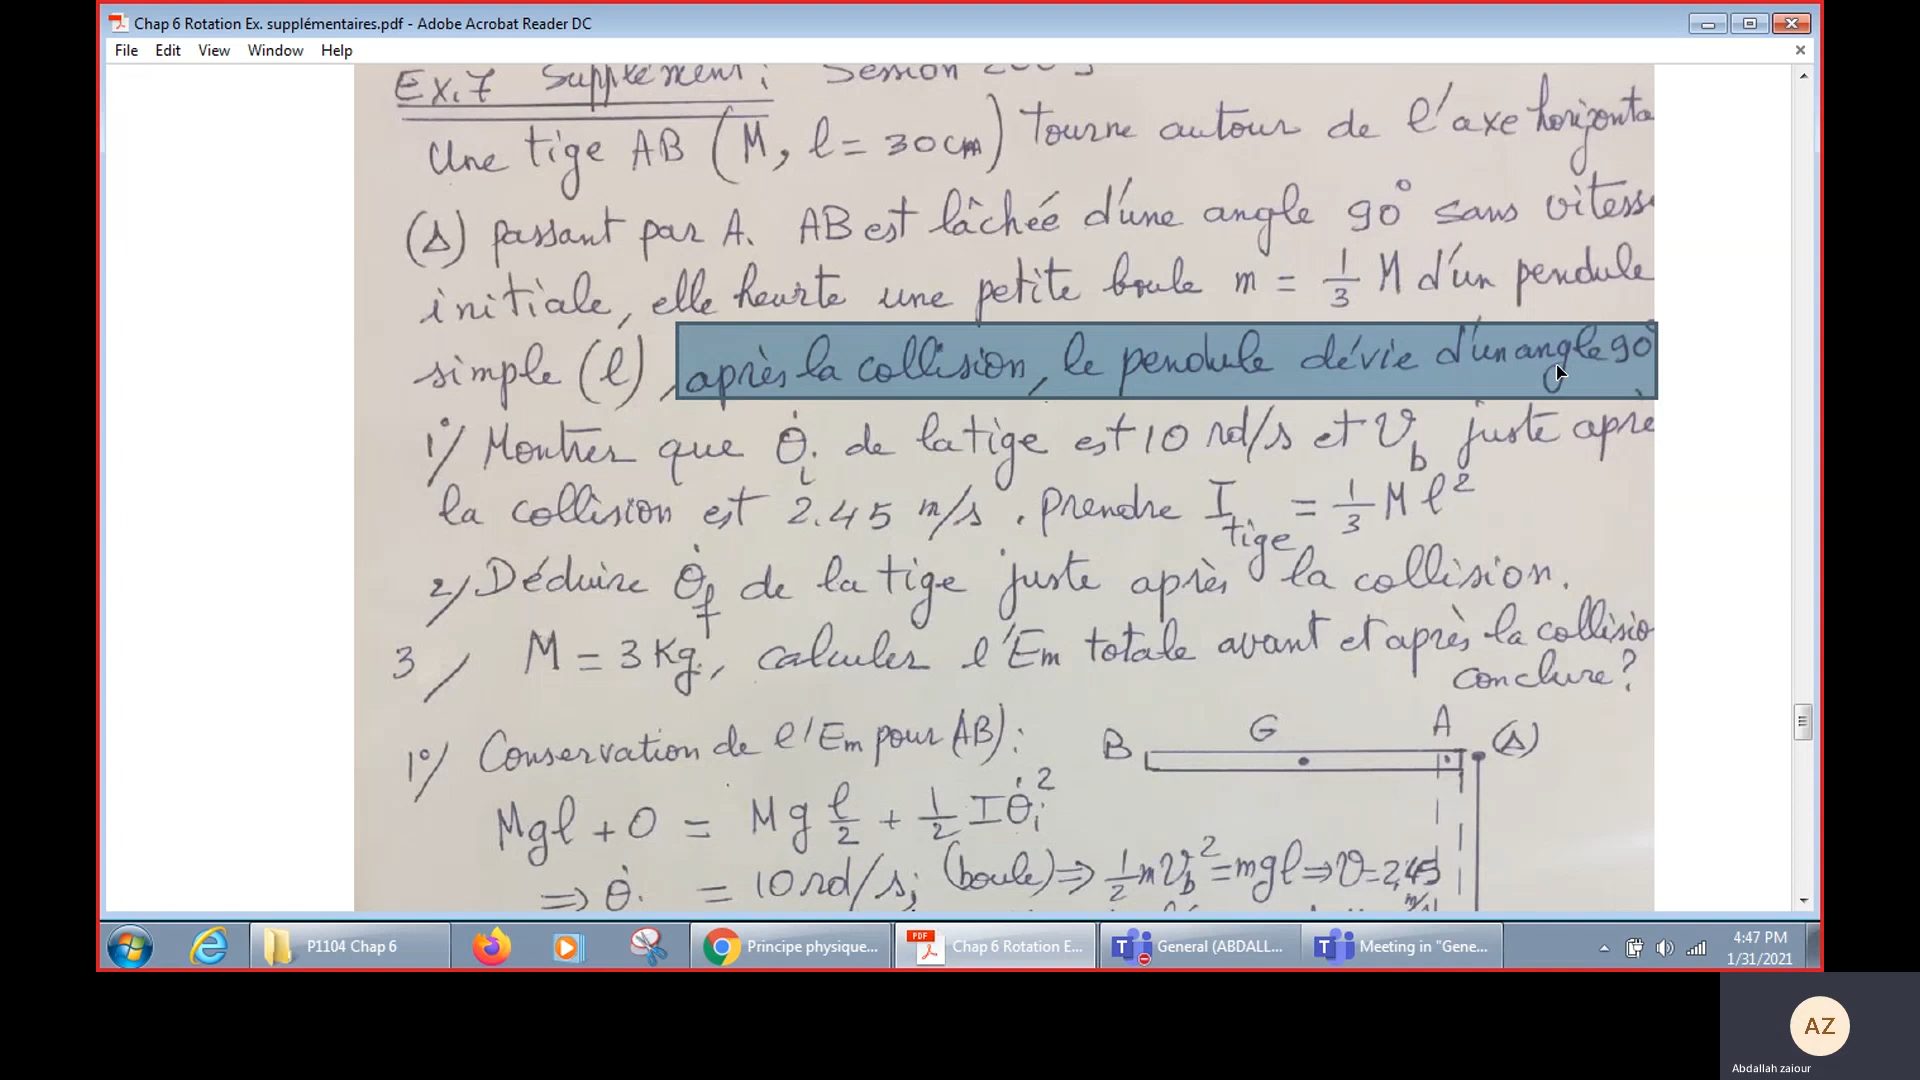 Chap 6 Rotation Ex. supplémentaires.pdf - Adobe Acrobat Reader DC
File Edit View Window Help
Ex.7 Supplément: Session
Une tige AB (M, l = 30cm) tourne autour de l'axe horizonta
(Δ) passant par A. AB est lâchée d'une angle 90° sans vitesse
initiale, elle heurte une petite boule m = 1/3 M d'un pendule
simple (l), après la collision, le pendule dévie d'un angle 90
1°/ Montrer que θ̇i de la tige est 10 rd/s et Vb juste aprè
la collision est 2.45 m/s. prendre I tige = 1/3 M l²
2/ Déduire θ̇f de la tige juste après la collision.
3/ M = 3 Kg, calculer l'Em totale avant et après la collisio
conclure?
1°/ Conservation de l'Em pour (AB):
B G A (Δ)
Mgl + 0 = Mg l/2 + 1/2 I θ̇i²
⇒ θ̇i = 10 rd/s; (boule) ⇒ 1/2 m Vb² = mgl ⇒ V = 2,45
m/s
P1104 Chap 6
Principe physique...
PDF
Chap 6 Rotation E...
General (ABDALL...
Meeting in "Gene...
4:47 PM
1/31/2021
AZ
Abdallah zaiour